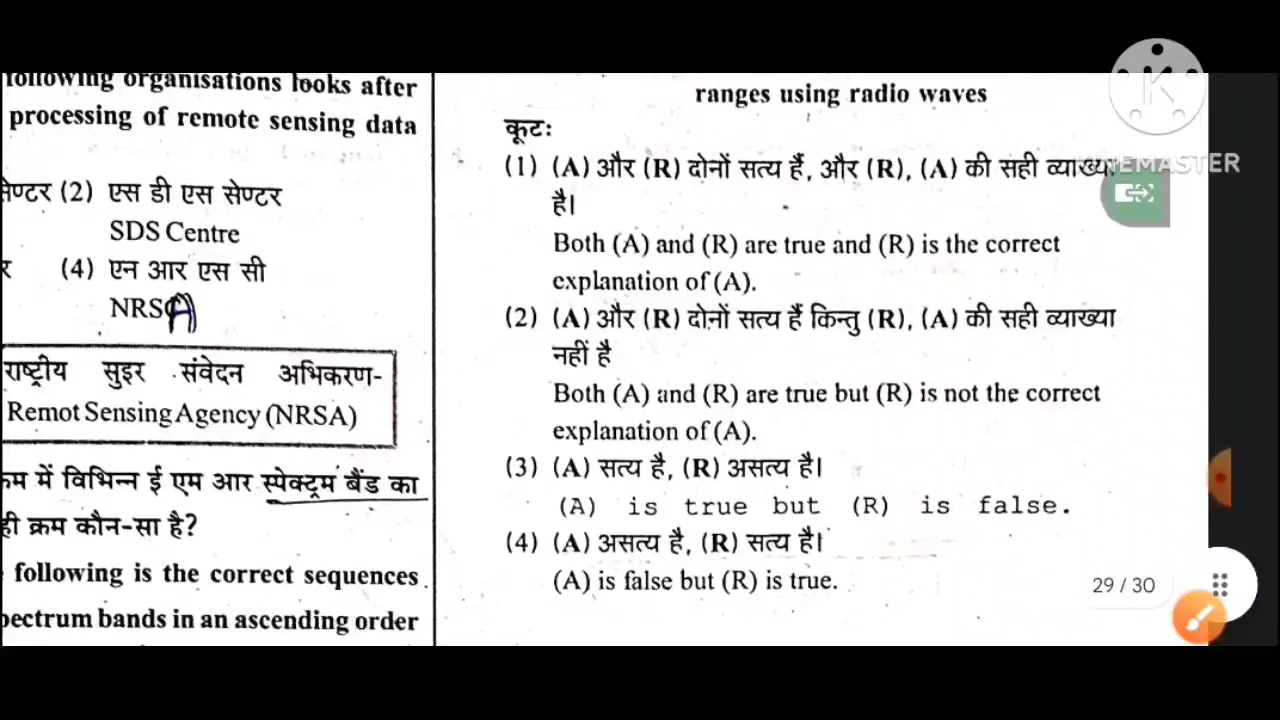 following organisations looks after
processing of remote sensing data
सेण्टर (2) एस डी एस सेण्टर
SDS Centre
र (4) एन आर एस सी
NRSA
राष्ट्रीय सुइर संवेदन अभिकरण-
Remot Sensing Agency (NRSA)
में विभिन्न ई एम आर स्पेक्ट्रम बैंड का
ही क्रम कौन-सा है?
following is the correct sequences
pectrum bands in an ascending order
ranges using radio waves
कूटः
(1) (A) और (R) दोनों सत्य हैं, और (R), (A) की सही व्याख्या
है।
Both (A) and (R) are true and (R) is the correct
explanation of (A).
(2) (A) और (R) दोनों सत्य हैं किन्तु (R), (A) की सही व्याख्या
नहीं है
Both (A) and (R) are true but (R) is not the correct
explanation of (A).
(3) (A) सत्य है, (R) असत्य है।
(A) is true but (R) is false.
(4) (A) असत्य है, (R) सत्य है।
(A) is false but (R) is true.
29 / 30
K
KINEMASTER